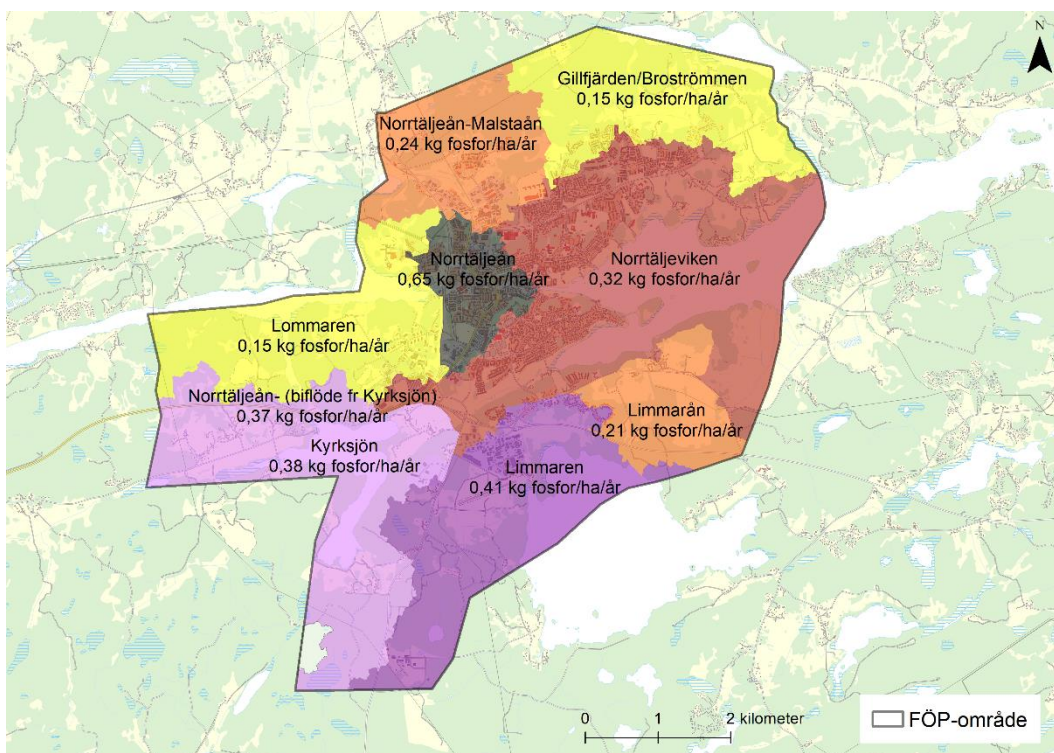 N
Gillfjärden/Broströmmen
0,15 kg fosfor/ha/år
Norrtäljeån-Malstaån
0,24 kg fosfor/ha/år
Norrtäljeån
0,65 kg fosfor/ha/år
Norrtäljeviken
0,32 kg fosfor/ha/år
Lommaren
0,15 kg fosfor/ha/år
Norrtäljeån- (biflöde fr Kyrksjön)
0,37 kg fosfor/ha/år
Limmarån
0,21 kg fosfor/ha/år
Kyrksjön
0,38 kg fosfor/ha/år
Limmaren
0,41 kg fosfor/ha/år
0 1 2 kilometer
FÖP-område